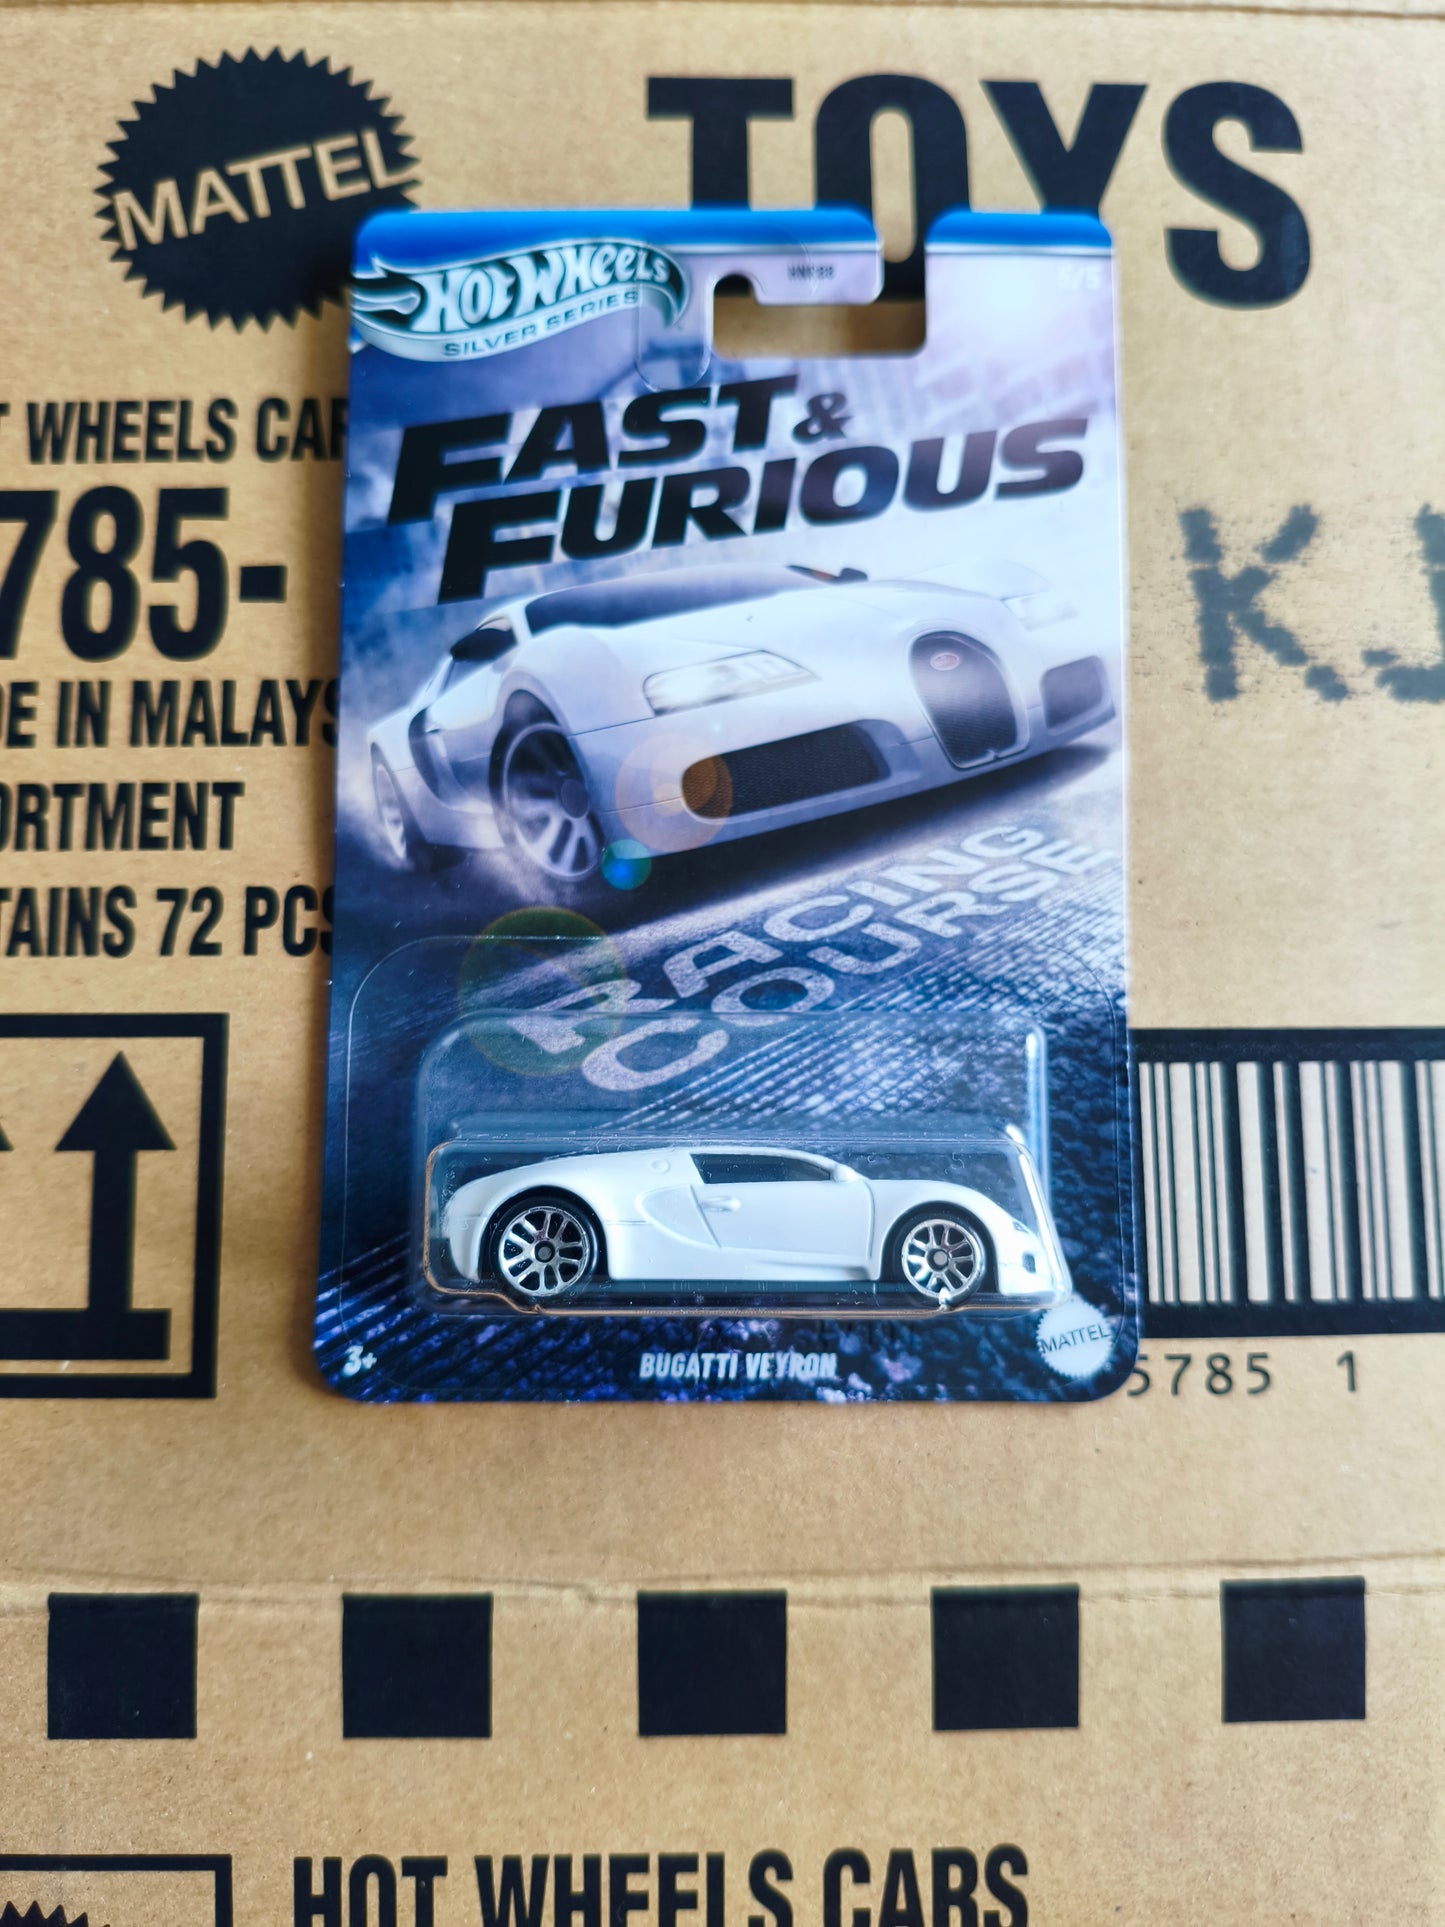 MATTEL
TOYS
HOT WHEELS
SILVER SERIES
HNR88
5/5
FAST &
FURIOUS
WHEELS CAR
785-
DE IN MALAYS
ORTMENT
TAINS 72 PCS
K.J
RACING
COURSE
3+
BUGATTI VEYRON
MATTEL
5785 1
HOT WHEELS CARS